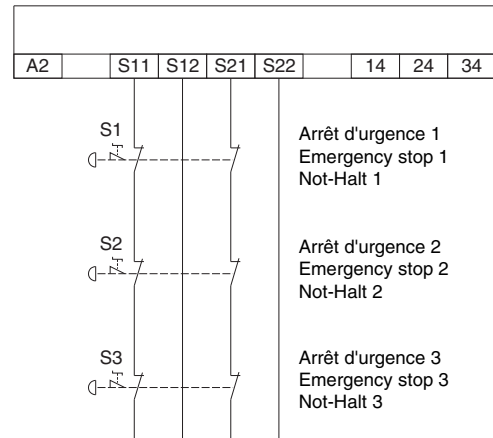 A2 S11 S12 S21 S22 14 24 34
S1
Arrêt d'urgence 1
Emergency stop 1
Not-Halt 1
S2
Arrêt d'urgence 2
Emergency stop 2
Not-Halt 2
S3
Arrêt d'urgence 3
Emergency stop 3
Not-Halt 3